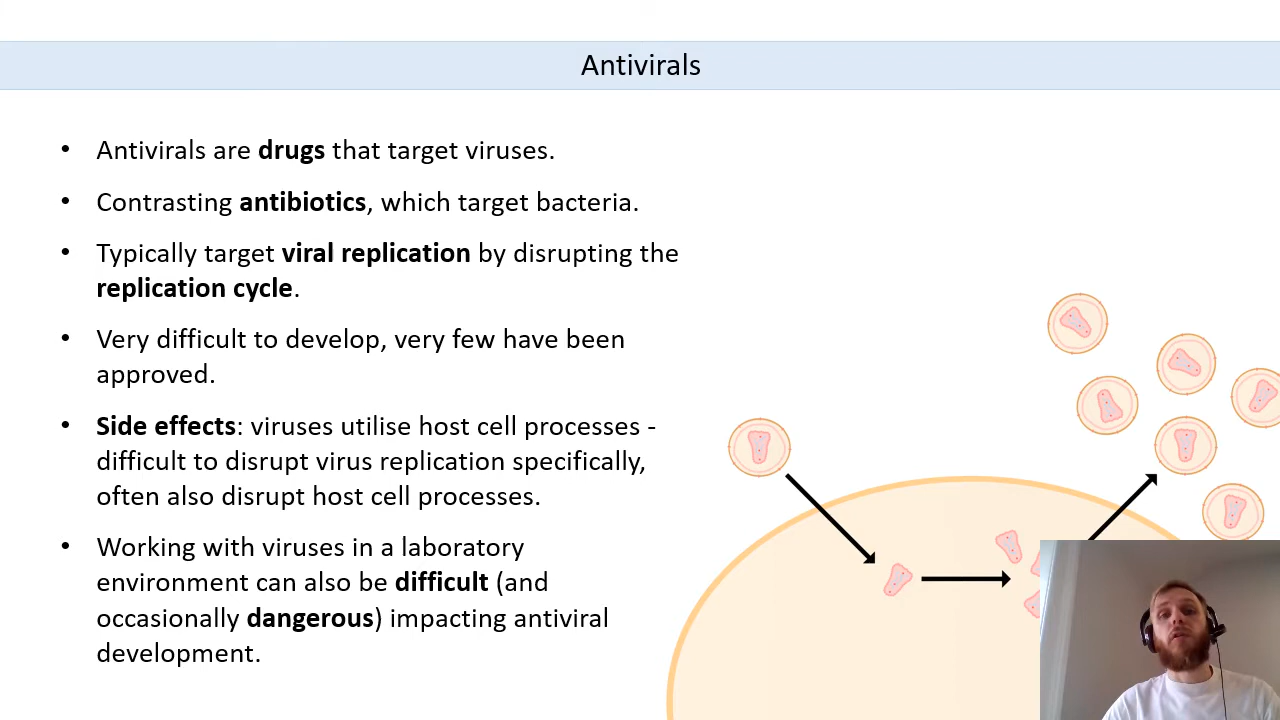 Antivirals
• Antivirals are drugs that target viruses.
• Contrasting antibiotics, which target bacteria.
• Typically target viral replication by disrupting the
replication cycle.
• Very difficult to develop, very few have been
approved.
• Side effects: viruses utilise host cell processes -
difficult to disrupt virus replication specifically,
often also disrupt host cell processes.
• Working with viruses in a laboratory
environment can also be difficult (and
occasionally dangerous) impacting antiviral
development.